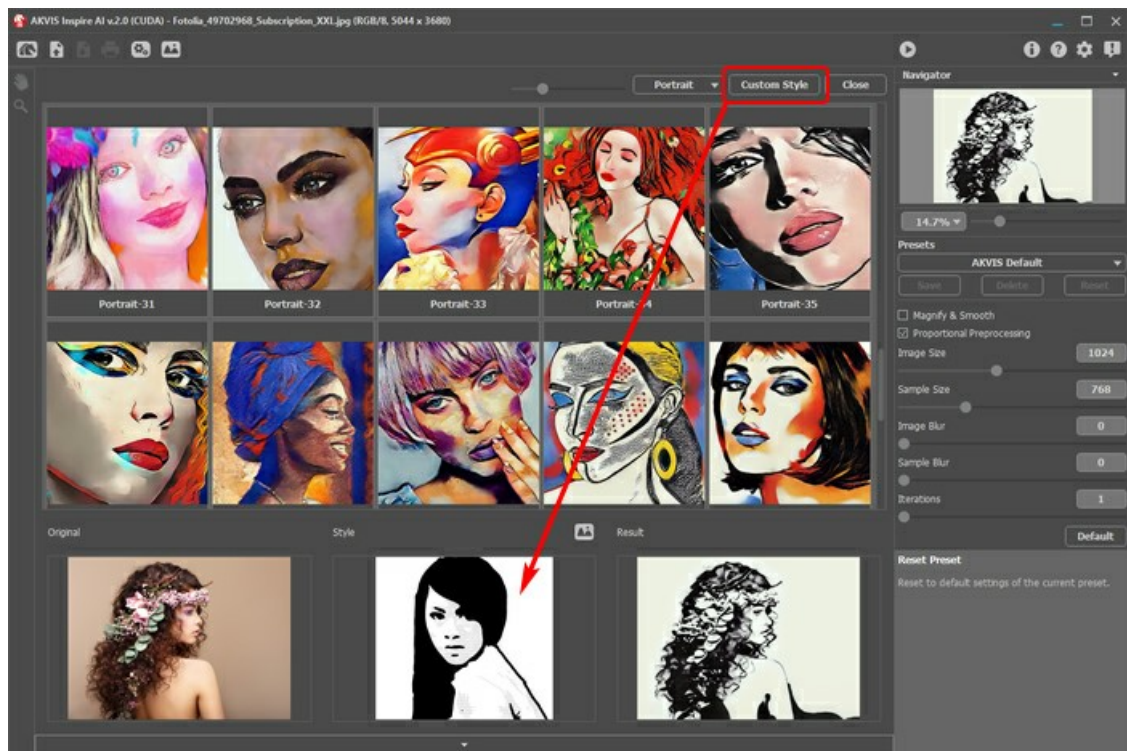 AKVIS Inspire AI v.2.0 (CUDA) - Fotolia_49702968_Subscription_XXL.jpg (RGB/8, 5044 x 3680)
Portrait
Custom Style
Close
Navigator
Portrait-31
Portrait-32
Portrait-33
Portrait-34
Portrait-35
14.7%
Presets
AKVIS Default
Save
Delete
Reset
Magnify & Smooth
Proportional Preprocessing
Image Size
1024
Sample Size
768
Image Blur
0
Sample Blur
0
Iterations
1
Default
Original
Style
Result
Reset Preset
Reset to default settings of the current preset.